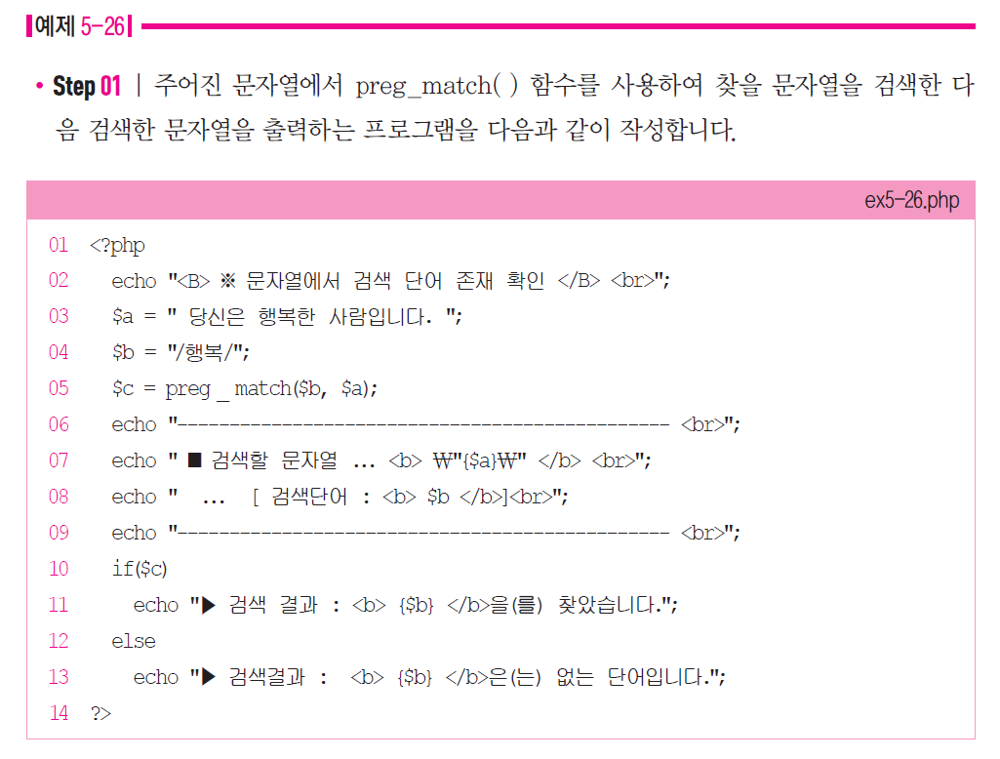 예제 5-26
• Step 01 | 주어진 문자열에서 preg_match( ) 함수를 사용하여 찾을 문자열을 검색한 다
음 검색한 문자열을 출력하는 프로그램을 다음과 같이 작성합니다.
ex5-26.php
01 <?php
02 echo "<B> ※ 문자열에서 검색 단어 존재 확인 </B> <br>";
03 $a = " 당신은 행복한 사람입니다. ";
04 $b = "/행복/";
05 $c = preg _ match($b, $a);
06 echo "----------------------------------------------- <br>";
07 echo " ■ 검색할 문자열 ... <b> ₩"{$a}₩" </b> <br>";
08 echo " ... [ 검색단어 : <b> $b </b>]<br>";
09 echo "----------------------------------------------- <br>";
10 if($c)
11 echo "▶ 검색 결과 : <b> {$b} </b>을(를) 찾았습니다.";
12 else
13 echo "▶ 검색결과 : <b> {$b} </b>은(는) 없는 단어입니다.";
14 ?>